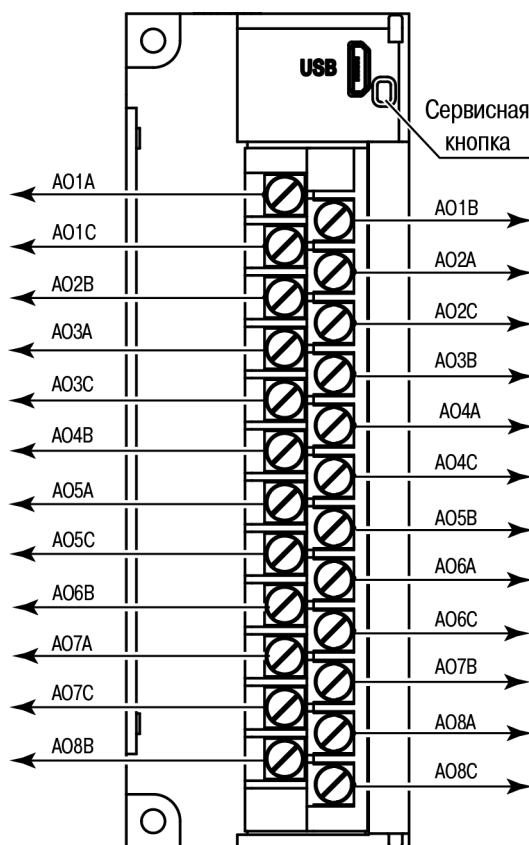 USB
Сервисная
кнопка
AO1A
AO1B
AO1C
AO2A
AO2B
AO2C
AO3A
AO3B
AO3C
AO4A
AO4B
AO4C
AO5A
AO5B
AO5C
AO6A
AO6B
AO6C
AO7A
AO7B
AO7C
AO8A
AO8B
AO8C